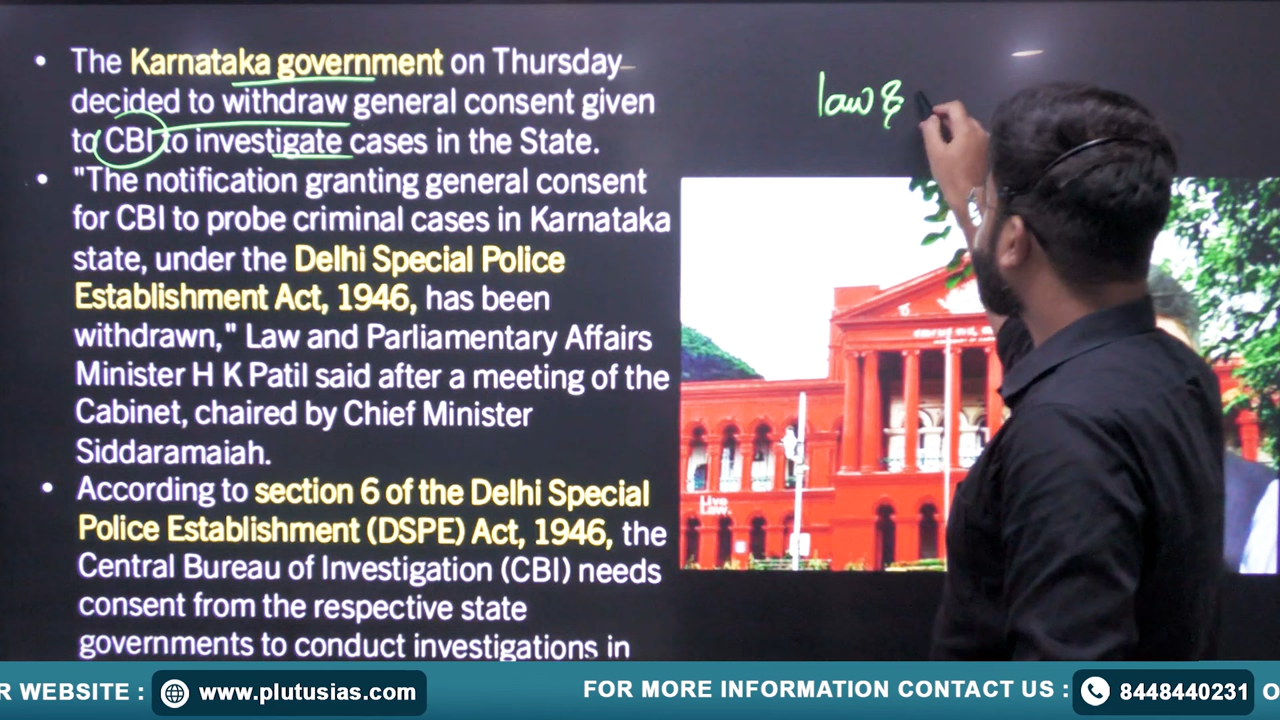 The Karnataka government on Thursday
decided to withdraw general consent given
to CBI to investigate cases in the State.
"The notification granting general consent
for CBI to probe criminal cases in Karnataka
state, under the Delhi Special Police
Establishment Act, 1946, has been
withdrawn," Law and Parliamentary Affairs
Minister H K Patil said after a meeting of the
Cabinet, chaired by Chief Minister
Siddaramaiah.
According to section 6 of the Delhi Special
Police Establishment (DSPE) Act, 1946, the
Central Bureau of Investigation (CBI) needs
consent from the respective state
governments to conduct investigations in
law &
Live
Law.
R WEBSITE : www.plutusias.com FOR MORE INFORMATION CONTACT US : 8448440231 O